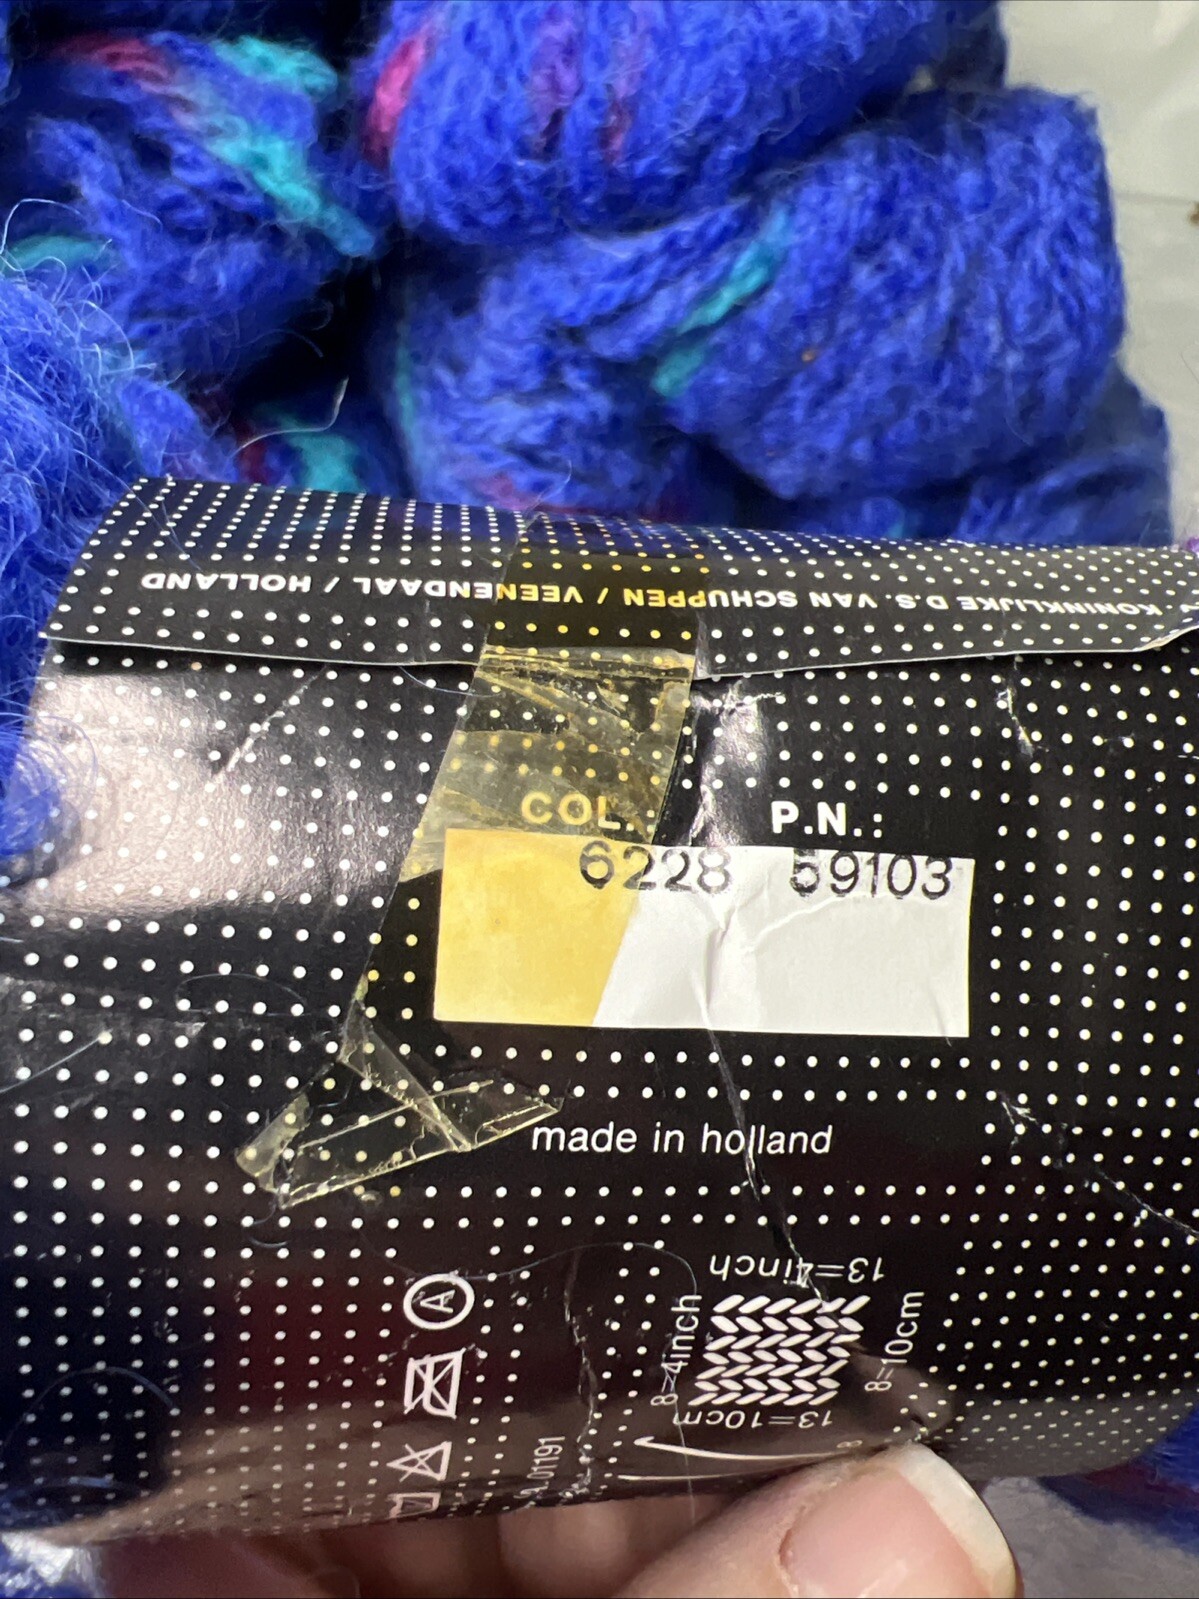 . KONINKLIJKE D.S. VAN SCHUPPEN / VEENENDAAL / HOLLAND
COL.: P.N.:
6228 59103
made in holland
13=4inch
8=4inch
8=10cm
13=10cm
A
01191